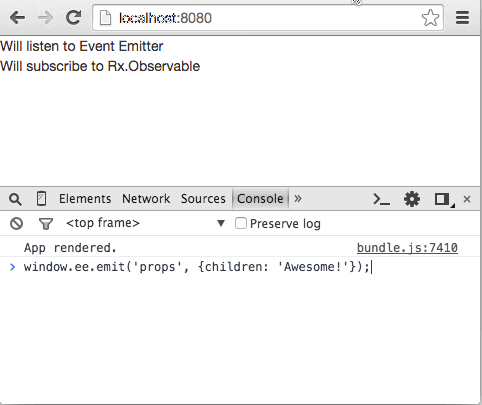 localhost:8080
Will listen to Event Emitter
Will subscribe to Rx.Observable
Elements Network Sources Console »
<top frame> Preserve log
App rendered. bundle.js:7410
window.ee.emit('props', {children: 'Awesome!'});